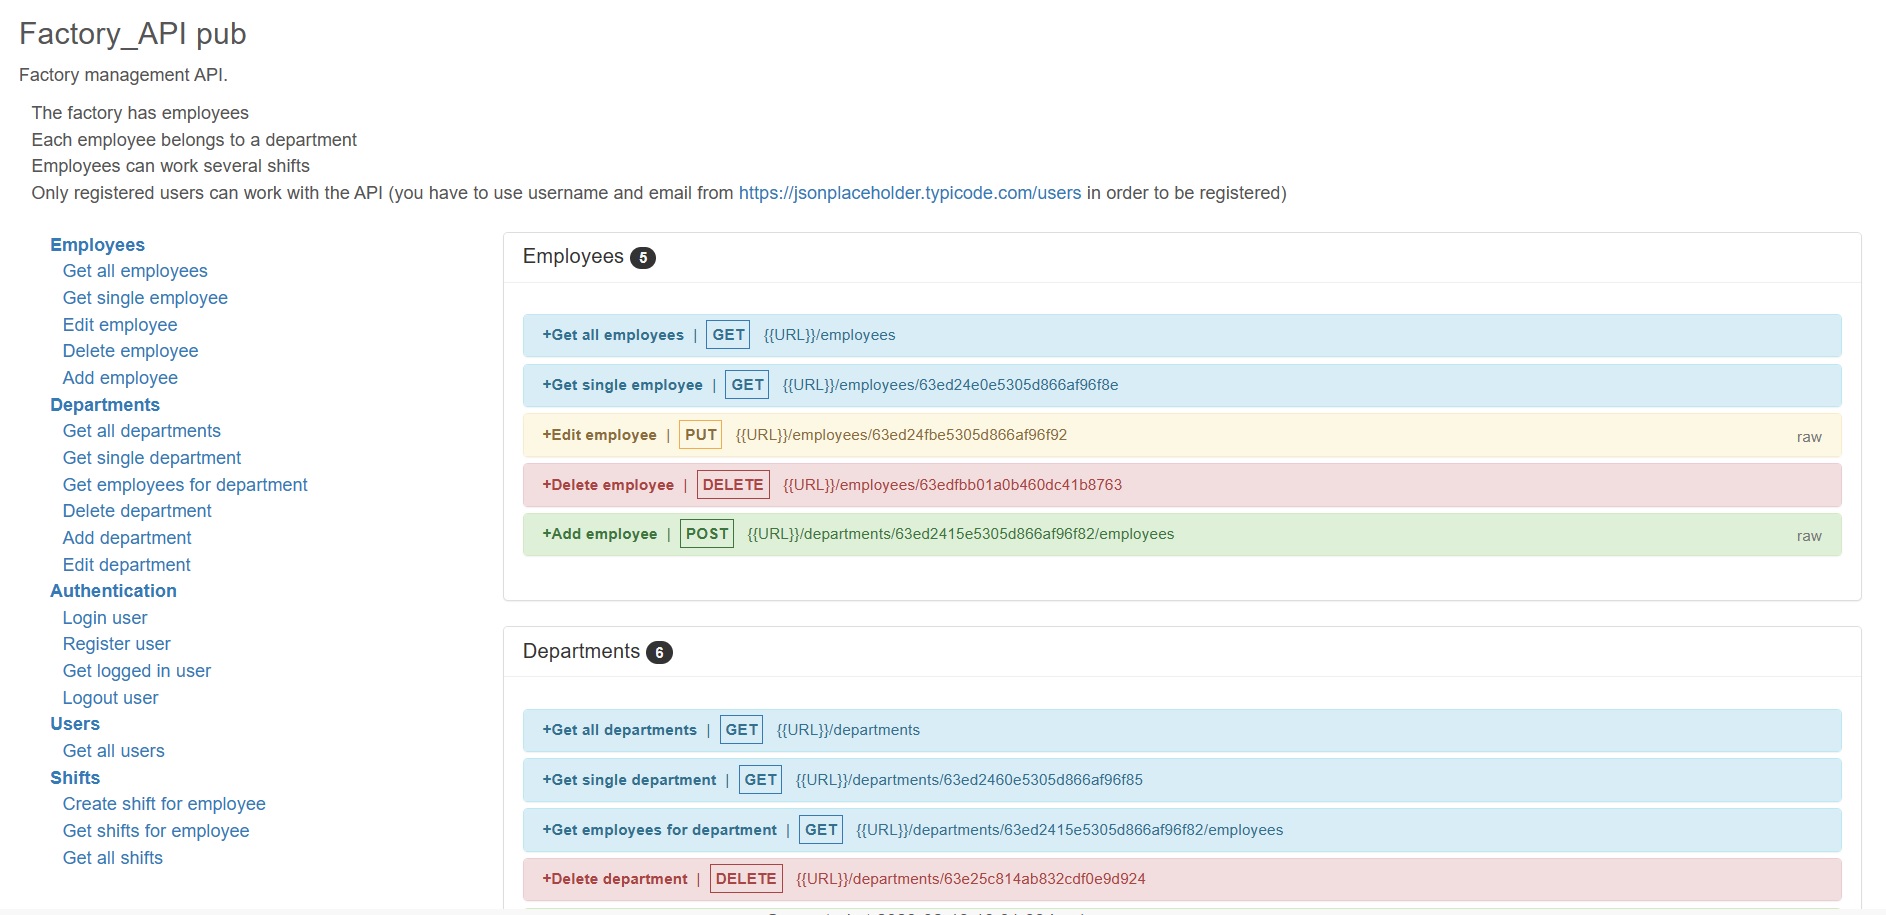 Factory_API pub
Factory management API.
The factory has employees
Each employee belongs to a department
Employees can work several shifts
Only registered users can work with the API (you have to use username and email from https://jsonplaceholder.typicode.com/users in order to be registered)
Employees
Get all employees
Get single employee
Edit employee
Delete employee
Add employee
Departments
Get all departments
Get single department
Get employees for department
Delete department
Add department
Edit department
Authentication
Login user
Register user
Get logged in user
Logout user
Users
Get all users
Shifts
Create shift for employee
Get shifts for employee
Get all shifts
Employees 5
+Get all employees | GET {{URL}}/employees
+Get single employee | GET {{URL}}/employees/63ed24e0e5305d866af96f8e
+Edit employee | PUT {{URL}}/employees/63ed24fbe5305d866af96f92 raw
+Delete employee | DELETE {{URL}}/employees/63edfbb01a0b460dc41b8763
+Add employee | POST {{URL}}/departments/63ed2415e5305d866af96f82/employees raw
Departments 6
+Get all departments | GET {{URL}}/departments
+Get single department | GET {{URL}}/departments/63ed2460e5305d866af96f85
+Get employees for department | GET {{URL}}/departments/63ed2415e5305d866af96f82/employees
+Delete department | DELETE {{URL}}/departments/63e25c814ab832cdf0e9d924